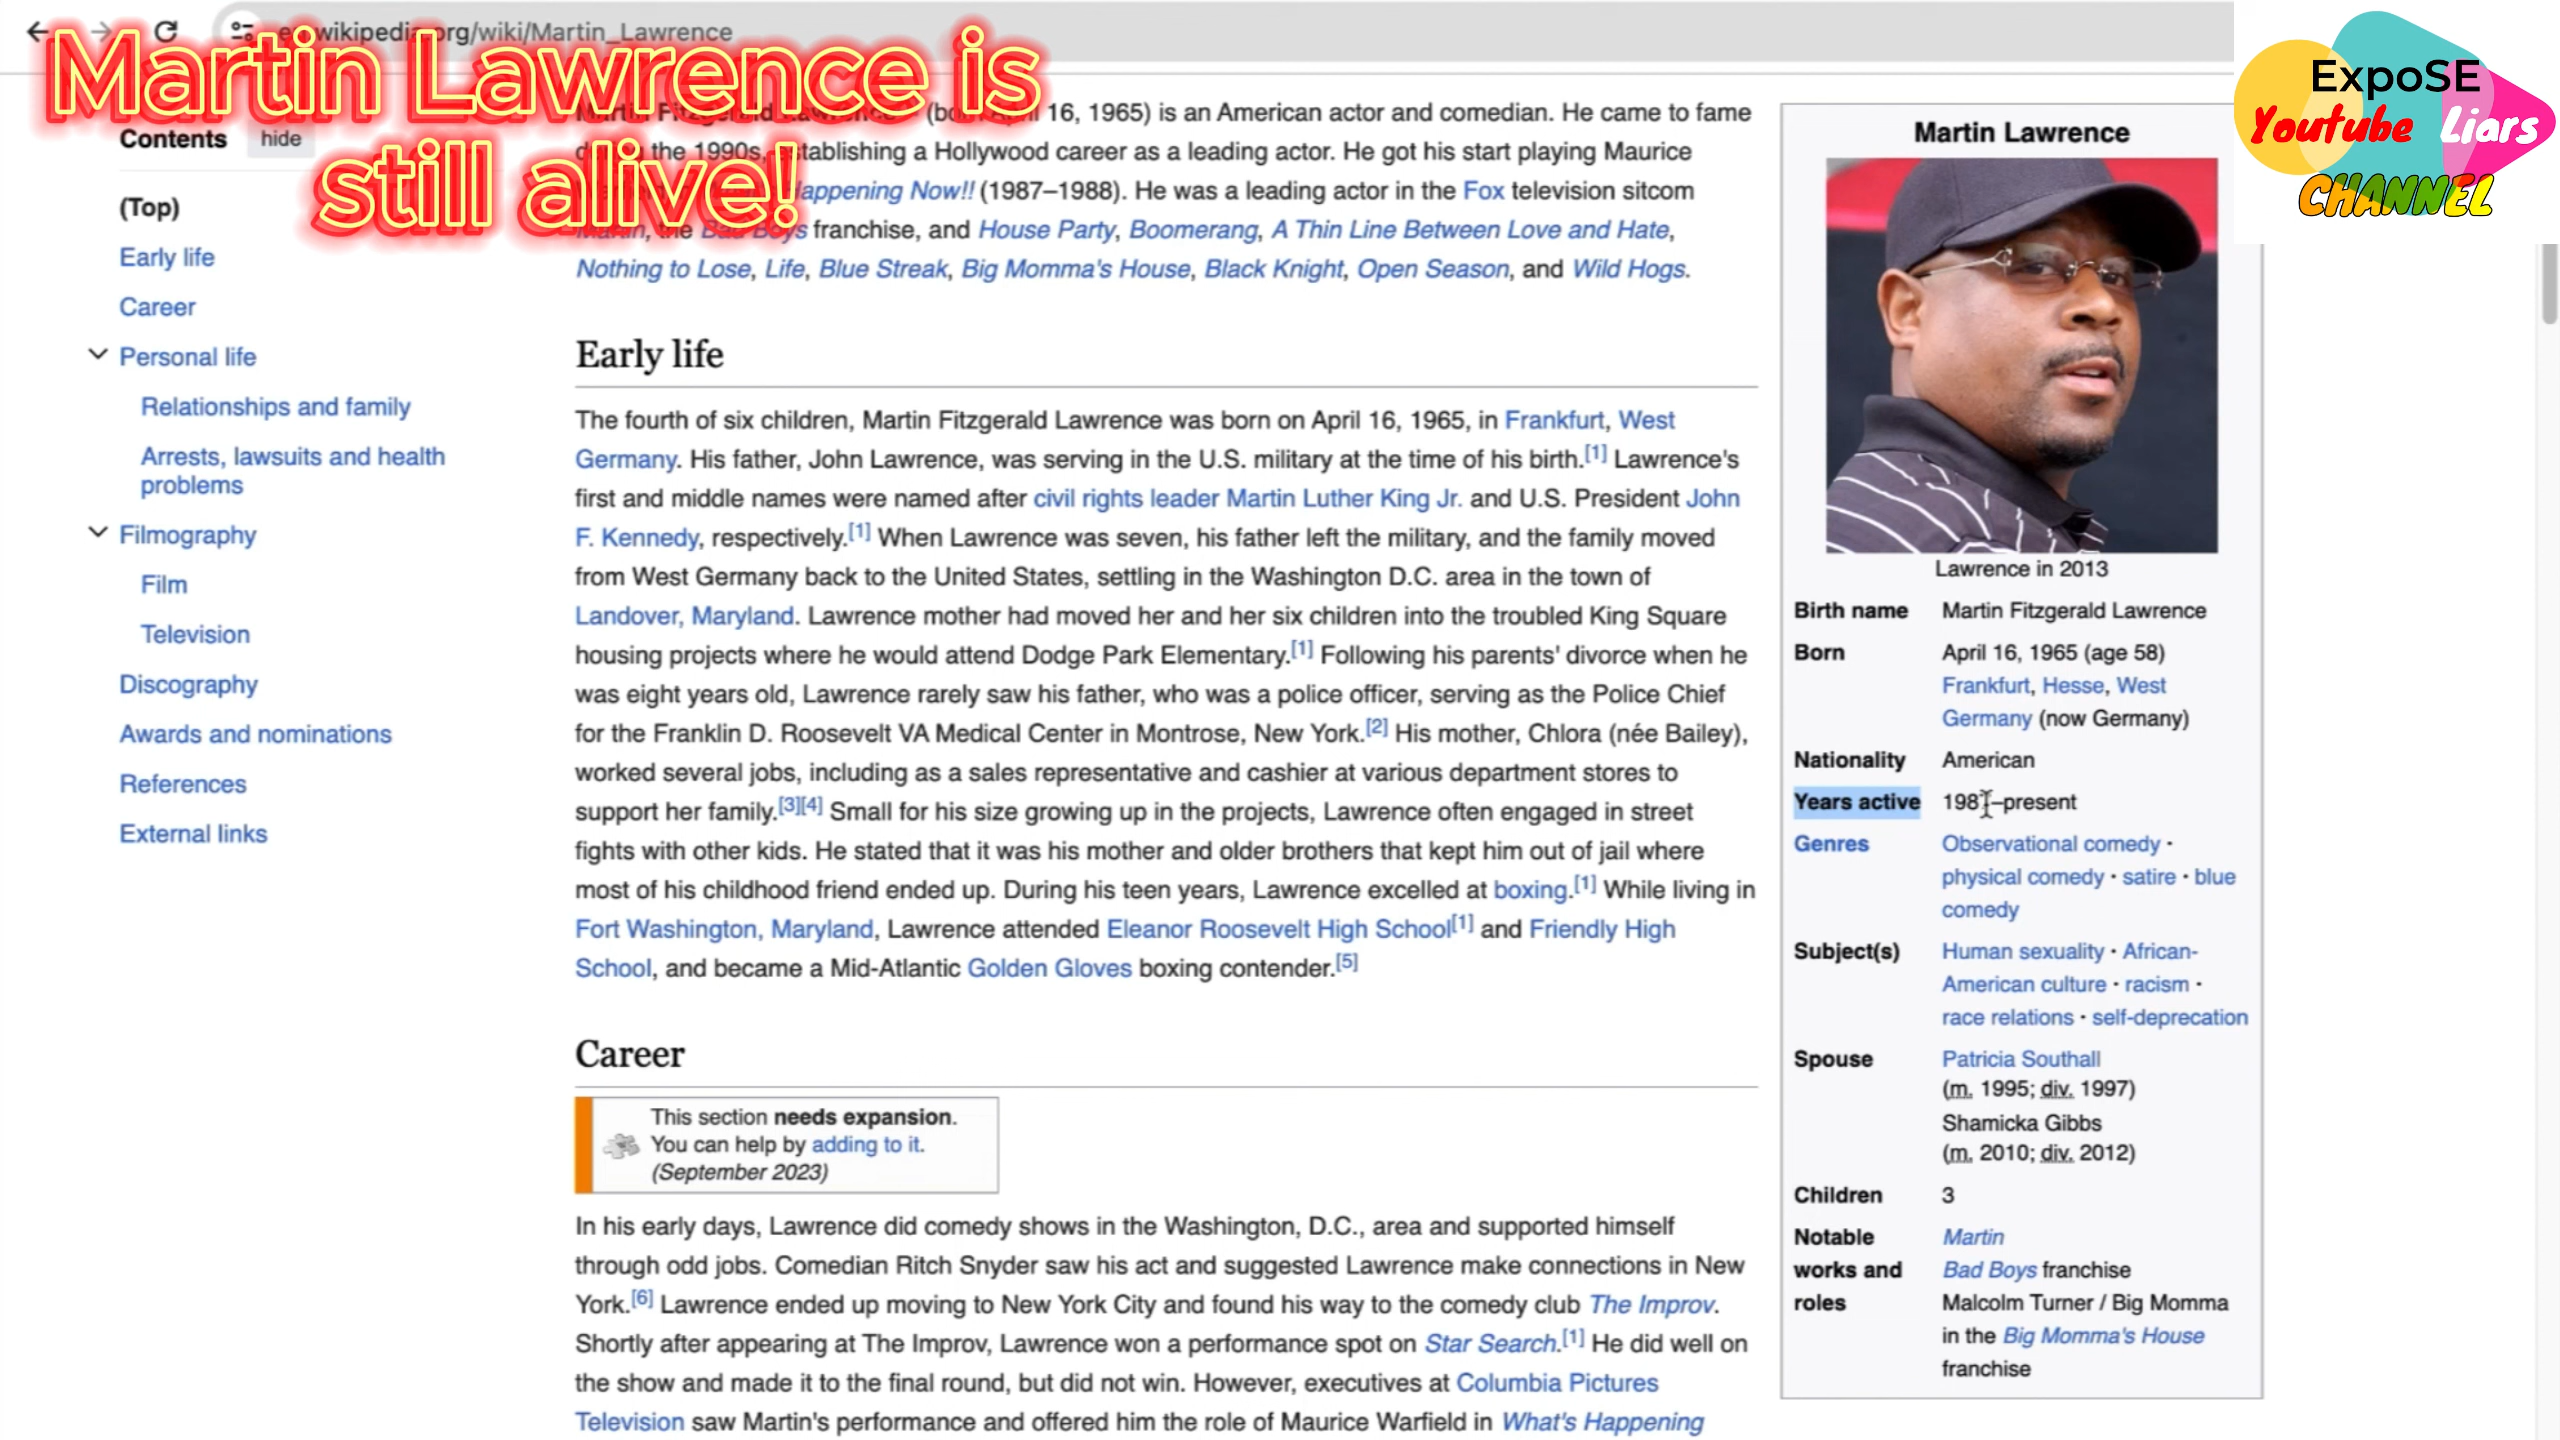 Martin Lawrence is
still alive!
wikipedia.org/wiki/Martin_Lawrence
ExpoSE
Youtube Liars
CHANNEL
Contents hide
(Top)
Early life
Career
Personal life
Relationships and family
Arrests, lawsuits and health
problems
Filmography
Film
Television
Discography
Awards and nominations
References
External links
16, 1965) is an American actor and comedian. He came to fame
the 1990s, establishing a Hollywood career as a leading actor. He got his start playing Maurice
Happening Now!! (1987–1988). He was a leading actor in the Fox television sitcom
Martin, the Bad Boys franchise, and House Party, Boomerang, A Thin Line Between Love and Hate,
Nothing to Lose, Life, Blue Streak, Big Momma's House, Black Knight, Open Season, and Wild Hogs.
Early life
The fourth of six children, Martin Fitzgerald Lawrence was born on April 16, 1965, in Frankfurt, West
Germany. His father, John Lawrence, was serving in the U.S. military at the time of his birth.[1] Lawrence's
first and middle names were named after civil rights leader Martin Luther King Jr. and U.S. President John
F. Kennedy, respectively.[1] When Lawrence was seven, his father left the military, and the family moved
from West Germany back to the United States, settling in the Washington D.C. area in the town of
Landover, Maryland. Lawrence mother had moved her and her six children into the troubled King Square
housing projects where he would attend Dodge Park Elementary.[1] Following his parents' divorce when he
was eight years old, Lawrence rarely saw his father, who was a police officer, serving as the Police Chief
for the Franklin D. Roosevelt VA Medical Center in Montrose, New York.[2] His mother, Chlora (née Bailey),
worked several jobs, including as a sales representative and cashier at various department stores to
support her family.[3][4] Small for his size growing up in the projects, Lawrence often engaged in street
fights with other kids. He stated that it was his mother and older brothers that kept him out of jail where
most of his childhood friend ended up. During his teen years, Lawrence excelled at boxing.[1] While living in
Fort Washington, Maryland, Lawrence attended Eleanor Roosevelt High School[1] and Friendly High
School, and became a Mid-Atlantic Golden Gloves boxing contender.[5]
Career
This section needs expansion.
You can help by adding to it.
(September 2023)
In his early days, Lawrence did comedy shows in the Washington, D.C., area and supported himself
through odd jobs. Comedian Ritch Snyder saw his act and suggested Lawrence make connections in New
York.[6] Lawrence ended up moving to New York City and found his way to the comedy club The Improv.
Shortly after appearing at The Improv, Lawrence won a performance spot on Star Search.[1] He did well on
the show and made it to the final round, but did not win. However, executives at Columbia Pictures
Television saw Martin's performance and offered him the role of Maurice Warfield in What's Happening
Martin Lawrence
Lawrence in 2013
Birth name Martin Fitzgerald Lawrence
Born April 16, 1965 (age 58)
Frankfurt, Hesse, West
Germany (now Germany)
Nationality American
Years active –present
Genres Observational comedy ·
physical comedy · satire · blue
comedy
Subject(s) Human sexuality · African-
American culture · racism ·
race relations · self-deprecation
Spouse Patricia Southall
(m. 1995; div. 1997)
Shamicka Gibbs
(m. 2010; div. 2012)
Children 3
Notable Martin
works and Bad Boys franchise
roles Malcolm Turner / Big Momma
in the Big Momma's House
franchise